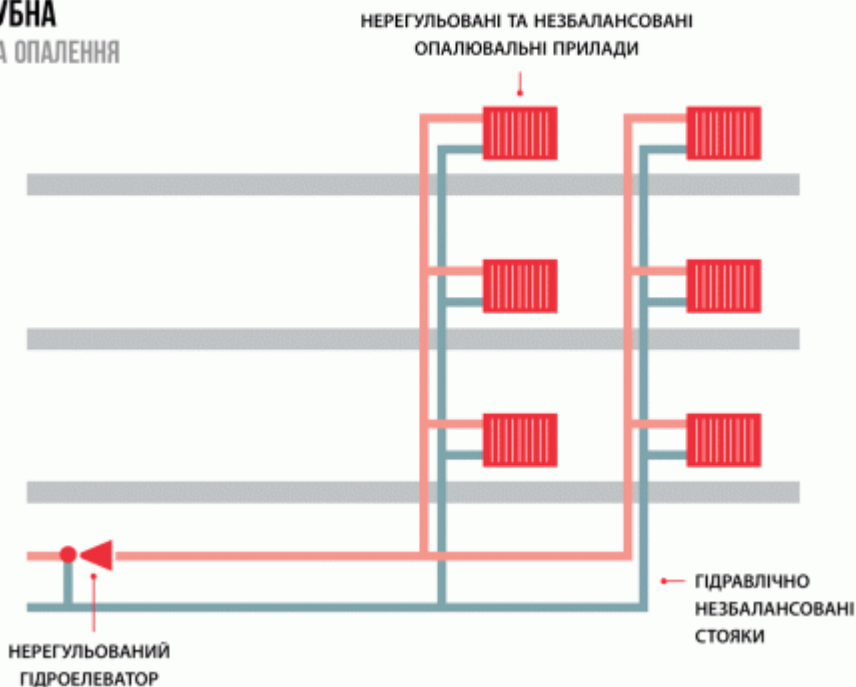 УБНА
А ОПАЛЕННЯ
НЕРЕГУЛЬОВАНІ ТА НЕЗБАЛАНСОВАНІ
ОПАЛЮВАЛЬНІ ПРИЛАДИ
ГІДРАВЛІЧНО
НЕЗБАЛАНСОВАНІ
СТОЯКИ
НЕРЕГУЛЬОВАНИЙ
ГІДРОЕЛЕВАТОР